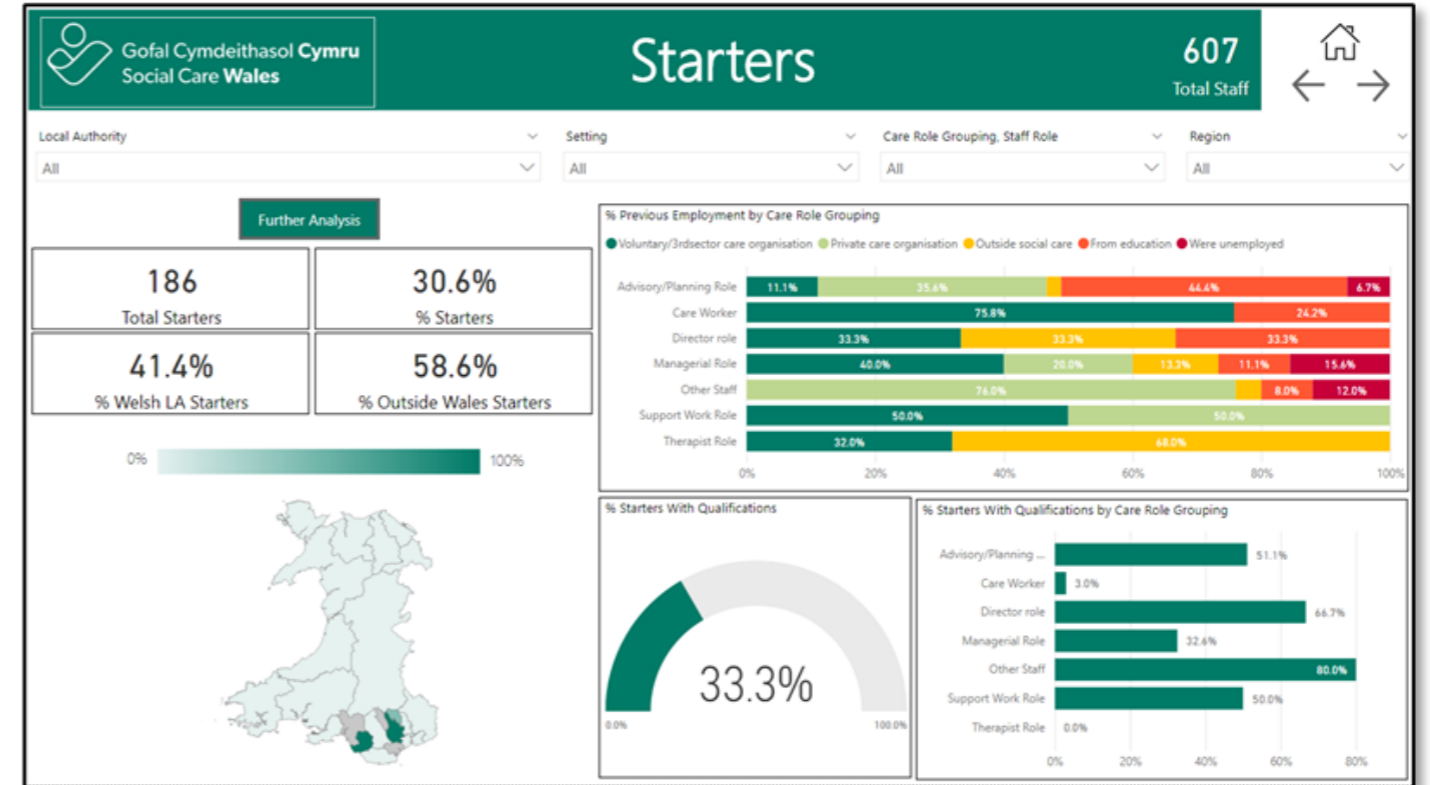 Gofal Cymdeithasol Cymru
Social Care Wales
Starters
607
Total Staff
Local Authority
All
Setting
All
Care Role Grouping, Staff Role
All
Region
All
Further Analysis
186
Total Starters
30.6%
% Starters
41.4%
% Welsh LA Starters
58.6%
% Outside Wales Starters
0% 100%
% Previous Employment by Care Role Grouping
Voluntary/3rdsector care organisation Private care organisation Outside social care From education Were unemployed
Advisory/Planning Role 11.1% 35.6% 44.4% 6.7%
Care Worker 75.8% 24.2%
Director role 33.3% 33.3% 33.3%
Managerial Role 40.0% 20.0% 13.3% 11.1% 15.6%
Other Staff 76.0% 8.0% 12.0%
Support Work Role 50.0% 50.0%
Therapist Role 32.0% 68.0%
0% 20% 40% 60% 80% 100%
% Starters With Qualifications
33.3%
0.0% 100.0%
% Starters With Qualifications by Care Role Grouping
Advisory/Planning ... 51.1%
Care Worker 3.0%
Director role 66.7%
Managerial Role 32.6%
Other Staff 80.0%
Support Work Role 50.0%
Therapist Role 0.0%
0% 20% 40% 60% 80%